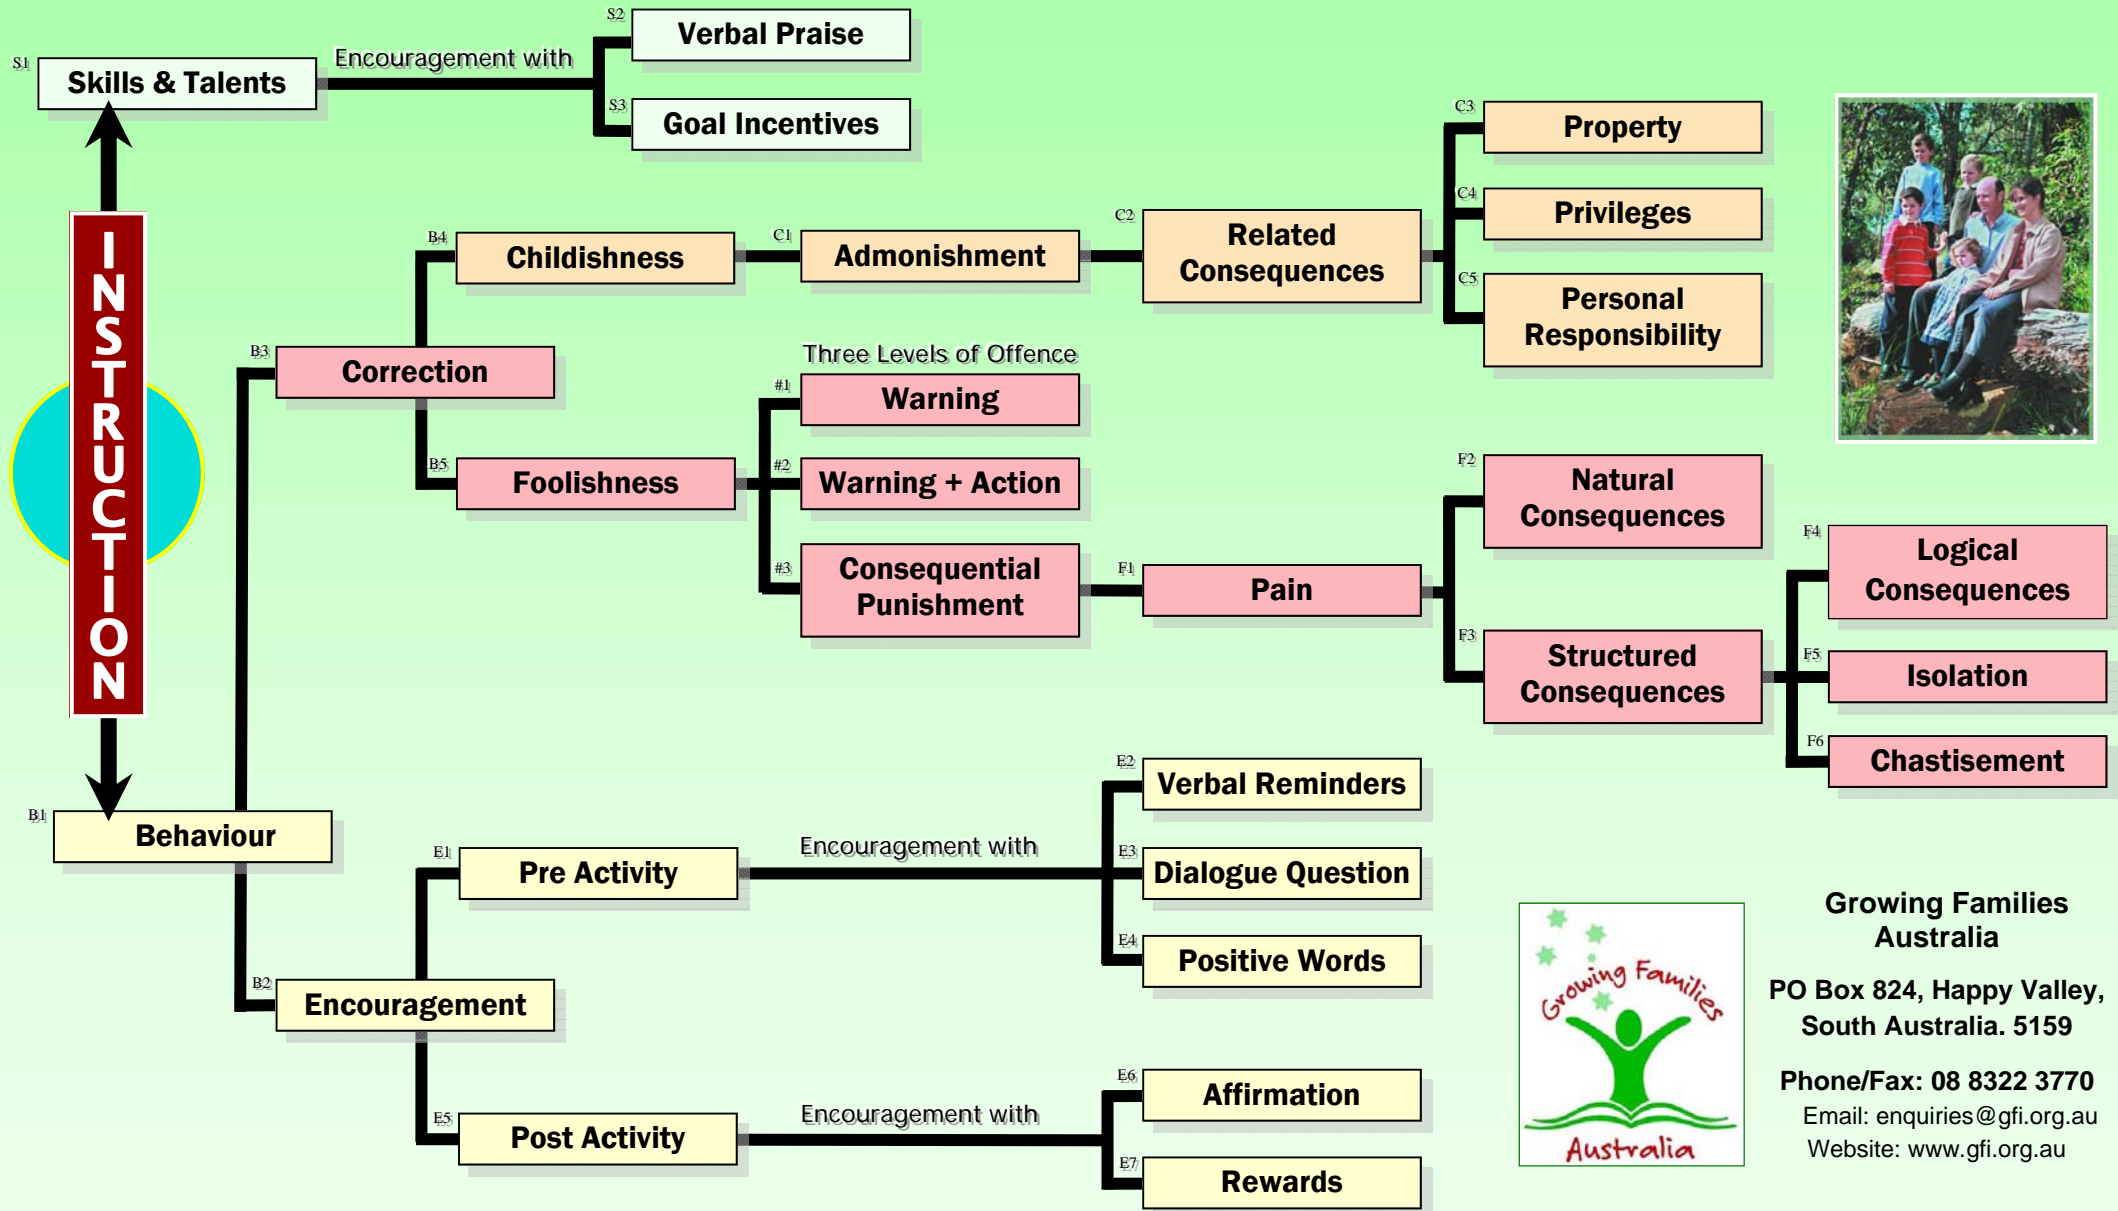 S1
Skills & Talents
Encouragement with
S2
Verbal Praise
S3
Goal Incentives
INSTRUCTION
B1
Behaviour
B3
Correction
B4
Childishness
C1
Admonishment
C2
Related
Consequences
C3
Property
C4
Privileges
C5
Personal
Responsibility
B5
Foolishness
Three Levels of Offence
#1
Warning
#2
Warning + Action
#3
Consequential
Punishment
F1
Pain
F2
Natural
Consequences
F3
Structured
Consequences
F4
Logical
Consequences
F5
Isolation
F6
Chastisement
B2
Encouragement
E1
Pre Activity
Encouragement with
E2
Verbal Reminders
E3
Dialogue Question
E4
Positive Words
E5
Post Activity
Encouragement with
E6
Affirmation
E7
Rewards
Growing Families
Australia
Growing Families
Australia
PO Box 824, Happy Valley,
South Australia. 5159
Phone/Fax: 08 8322 3770
Email: enquiries@gfi.org.au
Website: www.gfi.org.au